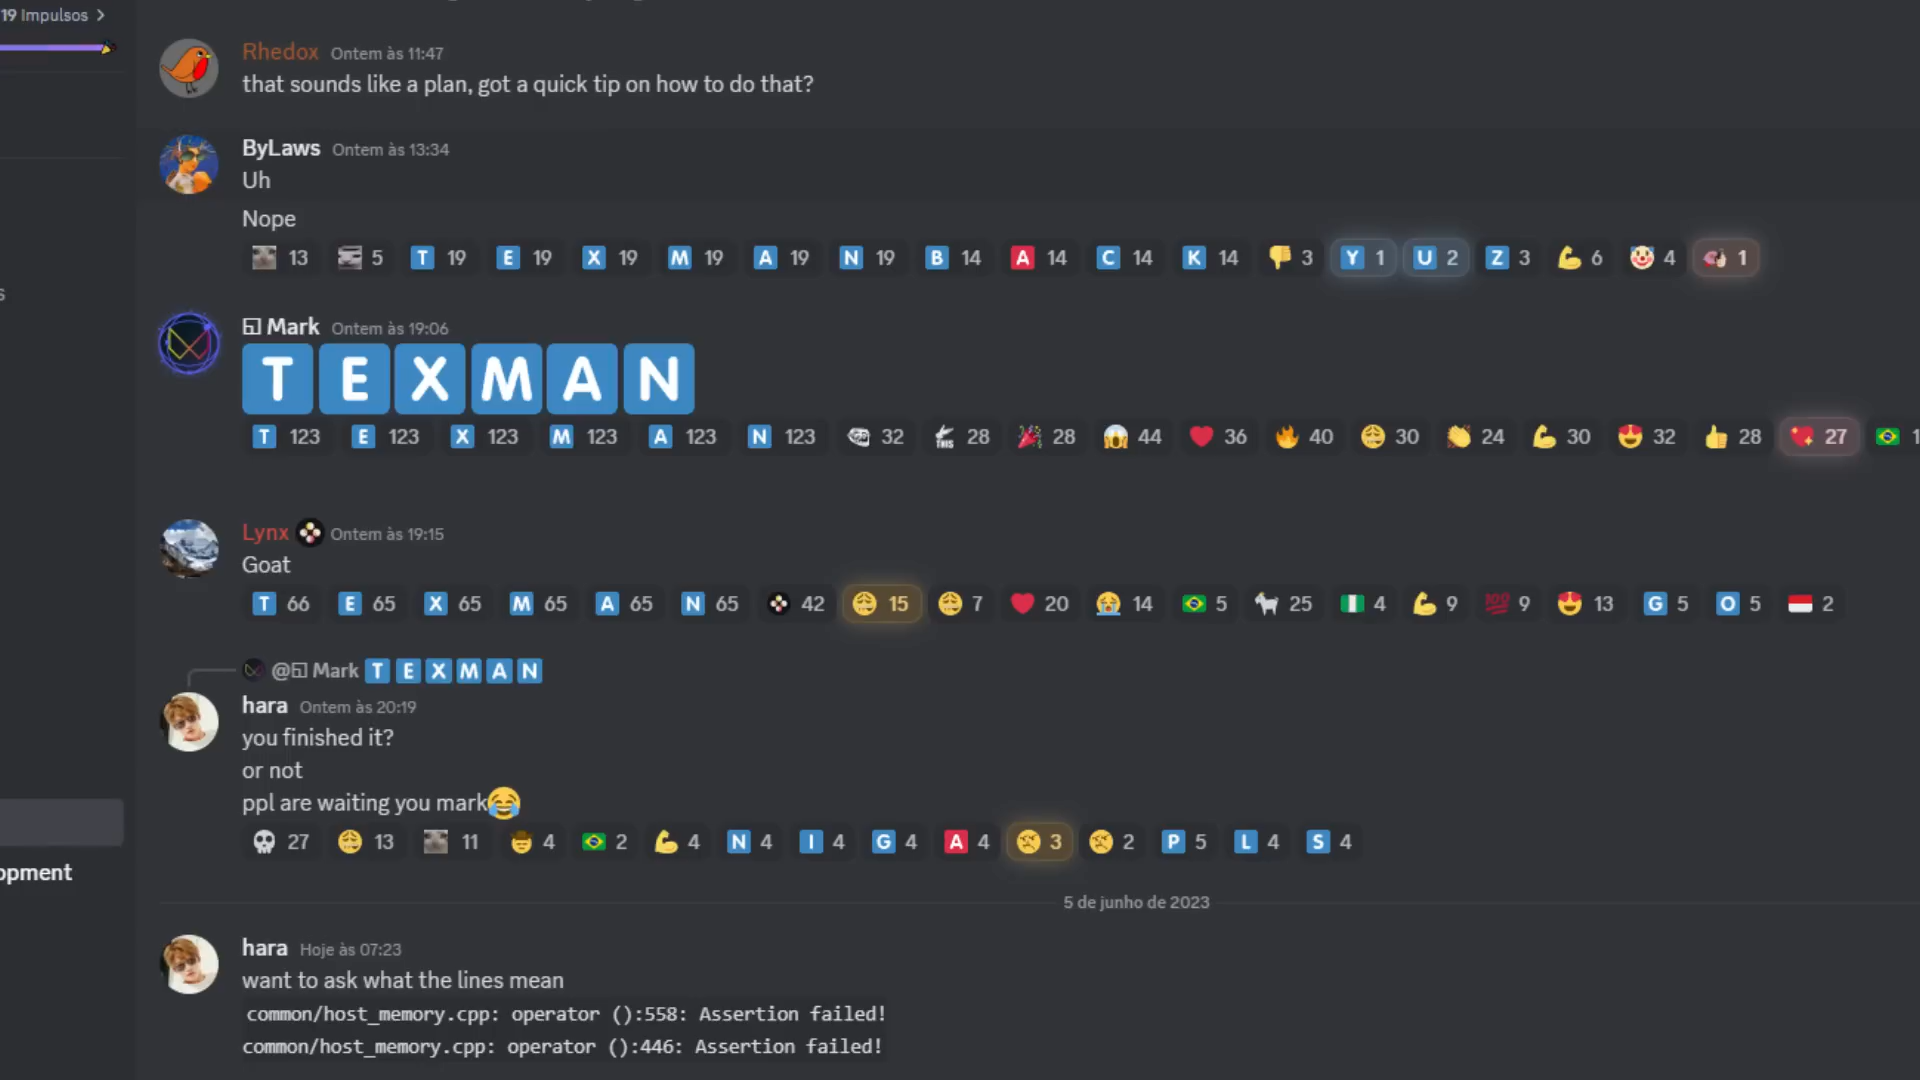 19 Impulsos
Rhedox Ontem às 11:47
that sounds like a plan, got a quick tip on how to do that?
ByLaws Ontem às 13:34
Uh
Nope
13 5 T 19 E 19 X 19 M 19 A 19 N 19 B 14 A 14 C 14 K 14 3 Y 1 U 2 Z 3 6 4 1
s
Mark Ontem às 19:06
T E X M A N
T 123 E 123 X 123 M 123 A 123 N 123 32 THIS 28 28 44 36 40 30 24 30 32 28 27 1
Lynx Ontem às 19:15
Goat
T 66 E 65 X 65 M 65 A 65 N 65 42 15 7 20 14 5 25 4 9 100 9 13 G 5 O 5 2
@ Mark T E X M A N
hara Ontem às 20:19
you finished it?
or not
ppl are waiting you mark
27 13 11 4 2 4 N 4 I 4 G 4 A 4 3 2 P 5 L 4 S 4
opment
5 de junho de 2023
hara Hoje às 07:23
want to ask what the lines mean
common/host_memory.cpp: operator ():558: Assertion failed!
common/host_memory.cpp: operator ():446: Assertion failed!